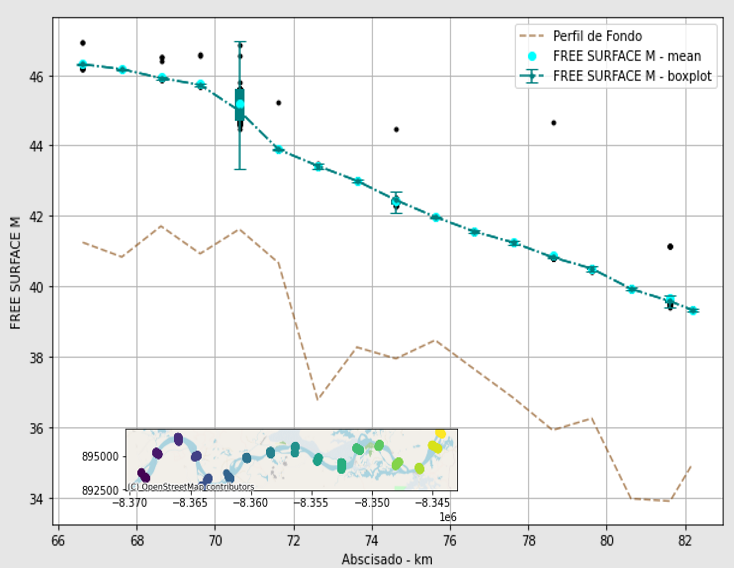 Perfil de Fondo
FREE SURFACE M - mean
FREE SURFACE M - boxplot
46
44
42
40
38
36
34
FREE SURFACE M
895000
892500
(C) OpenStreetMap contributors
−8.370 −8.365 −8.360 −8.355 −8.350 −8.345
1e6
66 68 70 72 74 76 78 80 82
Abscisado - km